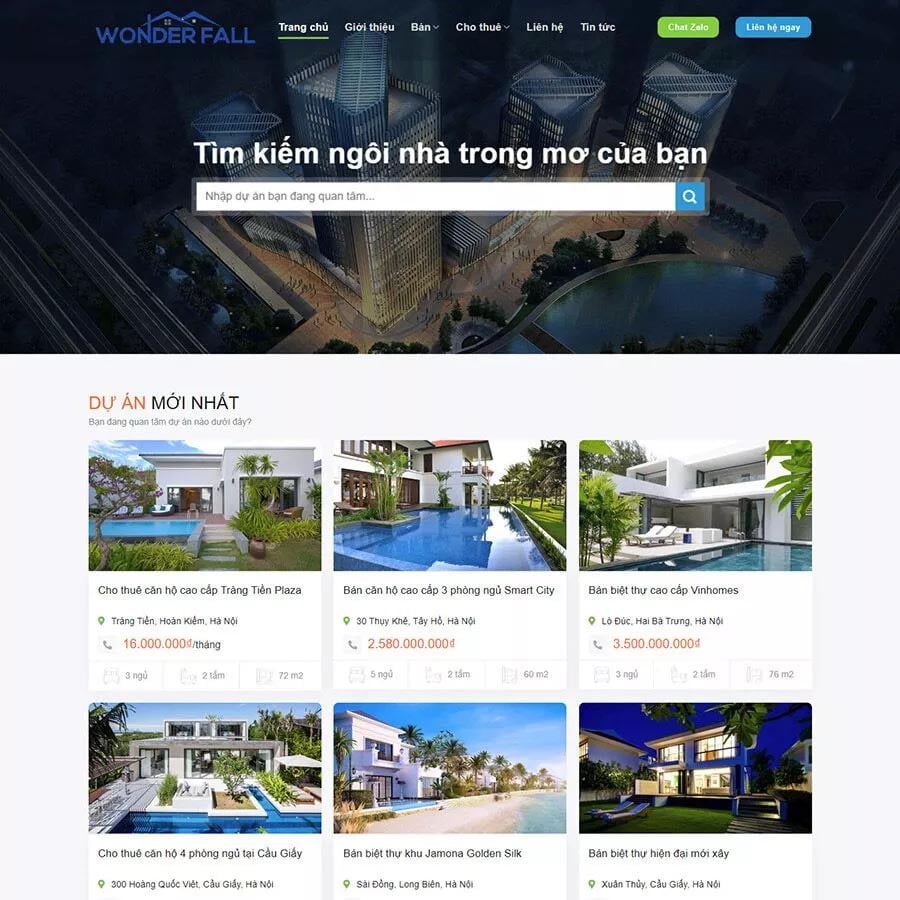 WONDER FALL
Trang chủ Giới thiệu Bán Cho thuê Liên hệ Tin tức Chat Zalo Liên hệ ngay
Tìm kiếm ngôi nhà trong mơ của bạn
Nhập dự án bạn đang quan tâm...
DỰ ÁN MỚI NHẤT
Bạn đang quan tâm dự án nào dưới đây?
Cho thuê căn hộ cao cấp Tràng Tiền Plaza
Tràng Tiền, Hoàn Kiếm, Hà Nội
16.000.000₫/tháng
3 ngủ 2 tắm 72 m2
Bán căn hộ cao cấp 3 phòng ngủ Smart City
30 Thụy Khê, Tây Hồ, Hà Nội
2.580.000.000₫
5 ngủ 2 tắm 60 m2
Bán biệt thự cao cấp Vinhomes
Lò Đúc, Hai Bà Trưng, Hà Nội
3.500.000.000₫
3 ngủ 2 tắm 76 m2
Cho thuê căn hộ 4 phòng ngủ tại Cầu Giấy
300 Hoàng Quốc Việt, Cầu Giấy, Hà Nội
Bán biệt thự khu Jamona Golden Silk
Sài Đồng, Long Biên, Hà Nội
Bán biệt thự hiện đại mới xây
Xuân Thủy, Cầu Giấy, Hà Nội